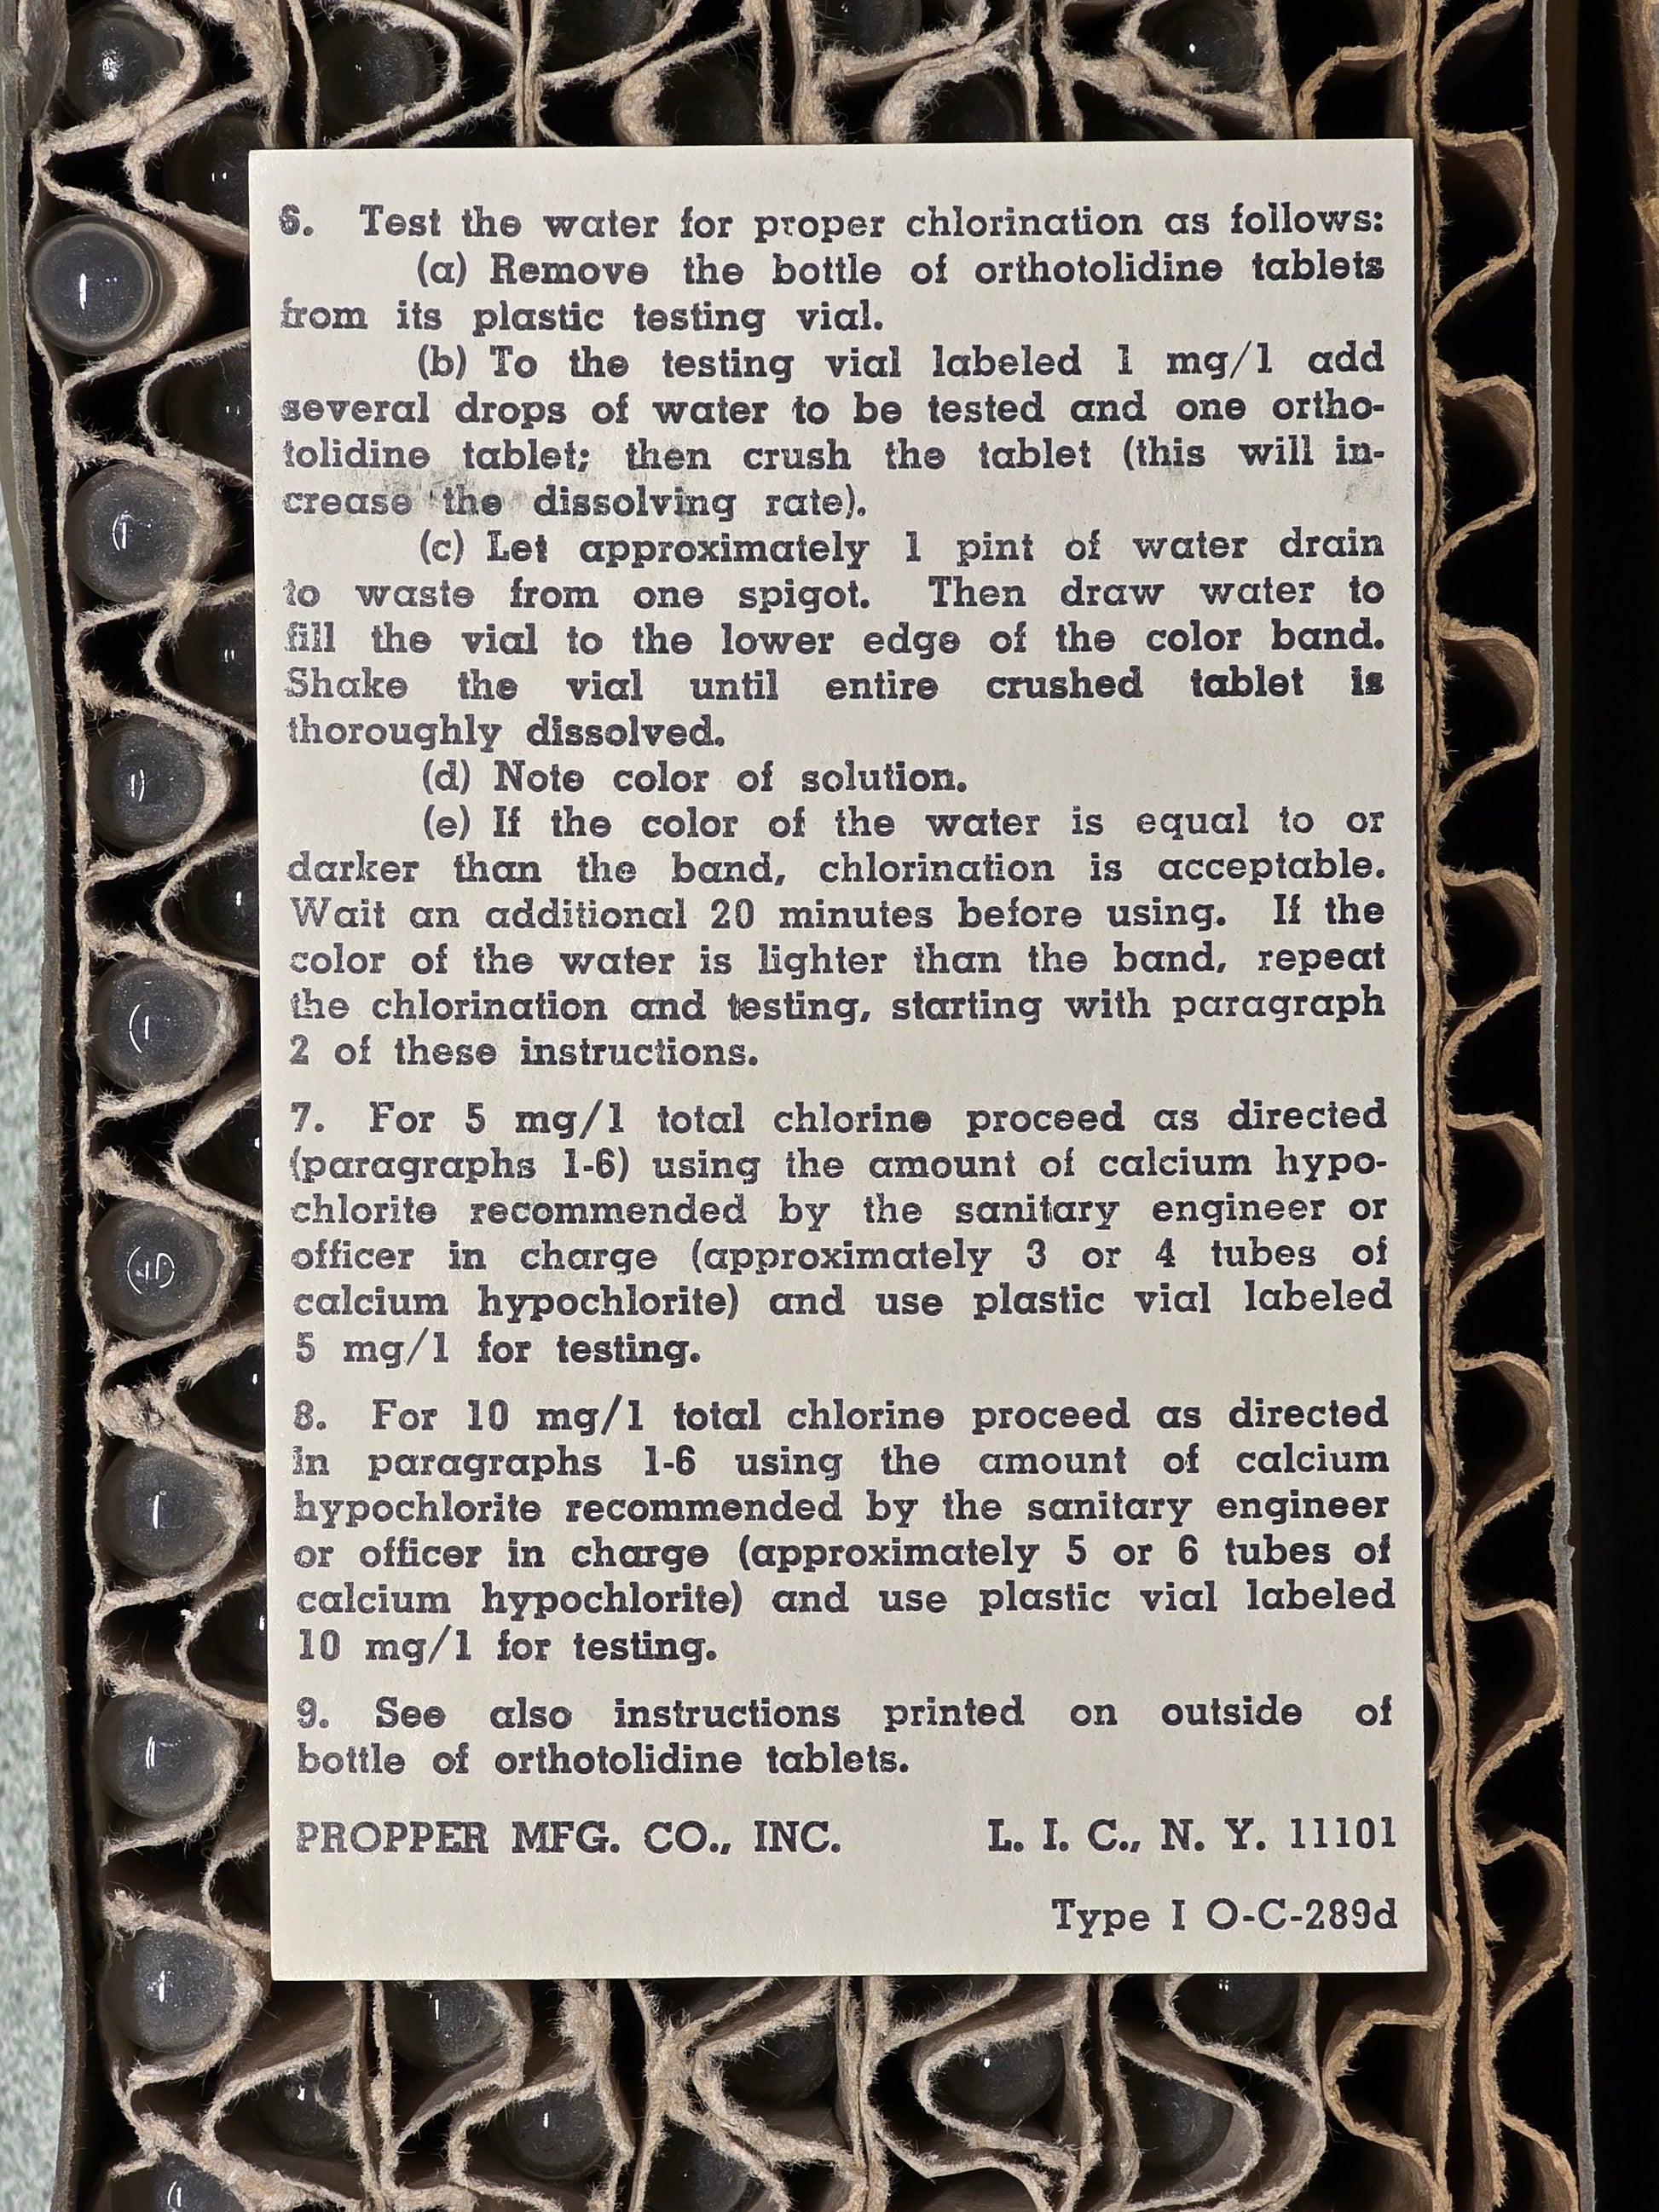 6. Test the water for proper chlorination as follows:
(a) Remove the bottle of orthotolidine tablets
from its plastic testing vial.
(b) To the testing vial labeled 1 mg/l add
several drops of water to be tested and one ortho-
tolidine tablet; then crush the tablet (this will in-
crease the dissolving rate).
(c) Let approximately 1 pint of water drain
to waste from one spigot. Then draw water to
fill the vial to the lower edge of the color band.
Shake the vial until entire crushed tablet is
thoroughly dissolved.
(d) Note color of solution.
(e) If the color of the water is equal to or
darker than the band, chlorination is acceptable.
Wait an additional 20 minutes before using. If the
color of the water is lighter than the band, repeat
the chlorination and testing, starting with paragraph
2 of these instructions.
7. For 5 mg/l total chlorine proceed as directed
(paragraphs 1-6) using the amount of calcium hypo-
chlorite recommended by the sanitary engineer or
officer in charge (approximately 3 or 4 tubes of
calcium hypochlorite) and use plastic vial labeled
5 mg/l for testing.
8. For 10 mg/l total chlorine proceed as directed
in paragraphs 1-6 using the amount of calcium
hypochlorite recommended by the sanitary engineer
or officer in charge (approximately 5 or 6 tubes of
calcium hypochlorite) and use plastic vial labeled
10 mg/l for testing.
9. See also instructions printed on outside of
bottle of orthotolidine tablets.
PROPPER MFG. CO., INC. L. I. C., N. Y. 11101
Type I O-C-289d